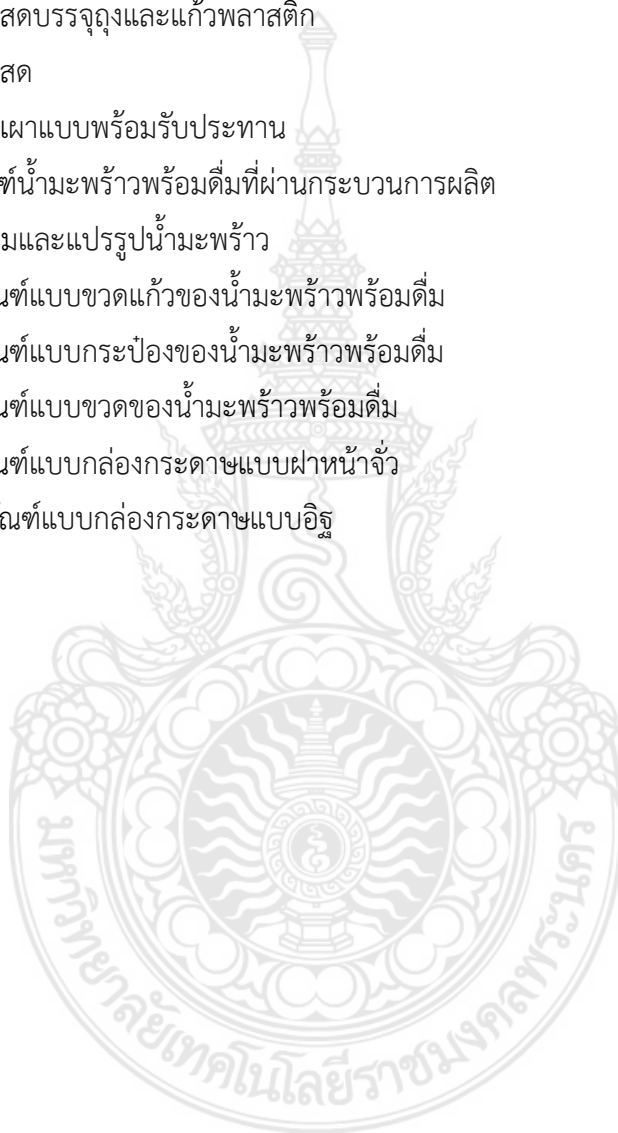 สดบรรจุถุงและแก้วพลาสติก
สด
เผาแบบพร้อมรับประทาน
ฑ์น้ำมะพร้าวพร้อมดื่มที่ผ่านกระบวนการผลิต
มและแปรรูปน้ำมะพร้าว
ณฑ์แบบขวดแก้วของน้ำมะพร้าวพร้อมดื่ม
ณฑ์แบบกระป๋องของน้ำมะพร้าวพร้อมดื่ม
ณฑ์แบบขวดของน้ำมะพร้าวพร้อมดื่ม
ณฑ์แบบกล่องกระดาษแบบฝาหน้าจั่ว
ัณฑ์แบบกล่องกระดาษแบบอิฐ
มหาวิทยาลัยเทคโนโลยีราชมงคลพระนคร